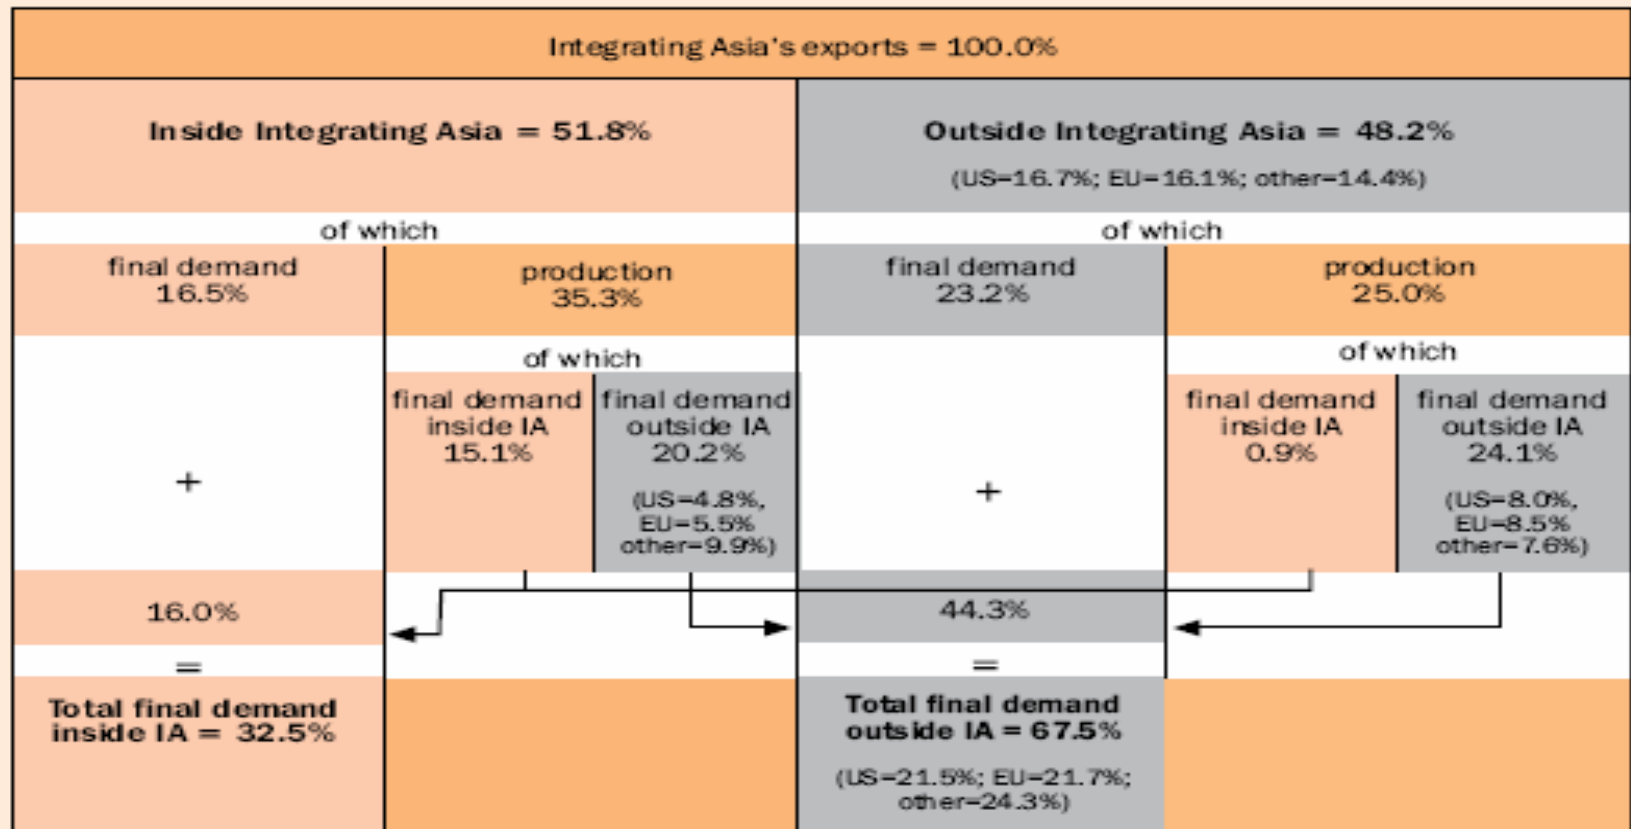 Integrating Asia's exports = 100.0%
Inside Integrating Asia = 51.8%
Outside Integrating Asia = 48.2%
(US=16.7%; EU=16.1%; other=14.4%)
of which
of which
final demand
16.5%
production
35.3%
final demand
23.2%
production
25.0%
of which
of which
final demand
inside IA
15.1%
final demand
outside IA
20.2%
(US=4.8%,
EU=5.5%
other=9.9%)
final demand
inside IA
0.9%
final demand
outside IA
24.1%
(US=8.0%,
EU=8.5%
other=7.6%)
+
+
16.0%
44.3%
=
=
Total final demand
inside IA = 32.5%
Total final demand
outside IA = 67.5%
(US=21.5%; EU=21.7%;
other=24.3%)